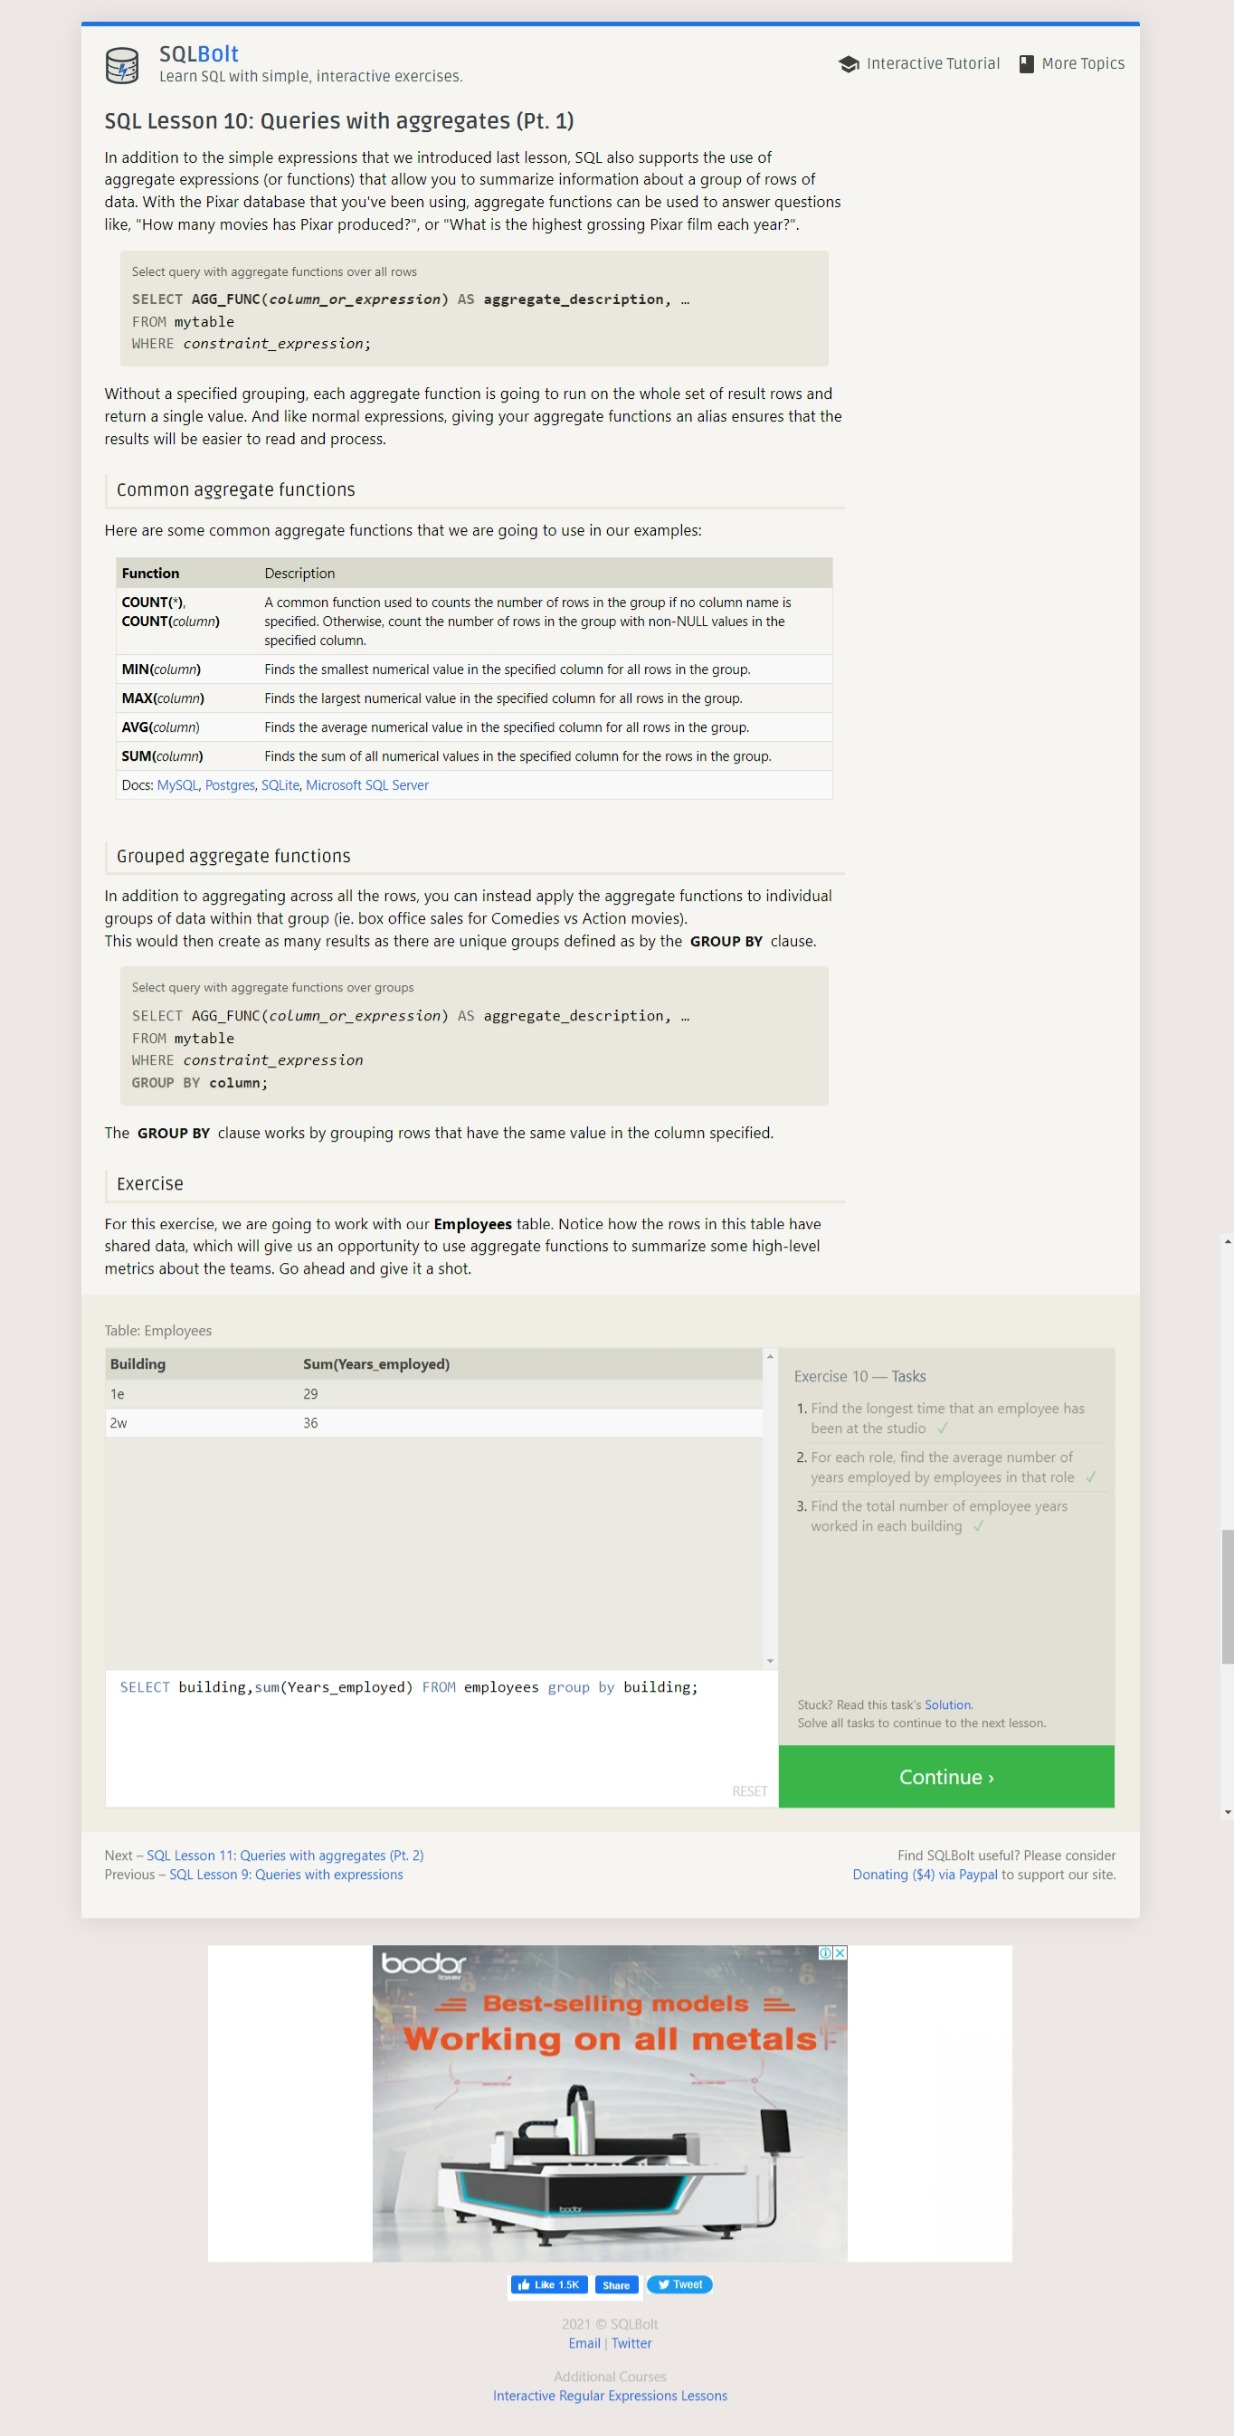 SQLBolt
Learn SQL with simple, interactive exercises.
Interactive Tutorial
More Topics
SQL Lesson 10: Queries with aggregates (Pt. 1)
In addition to the simple expressions that we introduced last lesson, SQL also supports the use of
aggregate expressions (or functions) that allow you to summarize information about a group of rows of
data. With the Pixar database that you've been using, aggregate functions can be used to answer questions
like, "How many movies has Pixar produced?", or "What is the highest grossing Pixar film each year?".
Select query with aggregate functions over all rows
SELECT AGG_FUNC(column_or_expression) AS aggregate_description, …
FROM mytable
WHERE constraint_expression;
Without a specified grouping, each aggregate function is going to run on the whole set of result rows and
return a single value. And like normal expressions, giving your aggregate functions an alias ensures that the
results will be easier to read and process.
Common aggregate functions
Here are some common aggregate functions that we are going to use in our examples:
Function Description
COUNT(*), A common function used to counts the number of rows in the group if no column name is
COUNT(column) specified. Otherwise, count the number of rows in the group with non-NULL values in the
specified column.
MIN(column) Finds the smallest numerical value in the specified column for all rows in the group.
MAX(column) Finds the largest numerical value in the specified column for all rows in the group.
AVG(column) Finds the average numerical value in the specified column for all rows in the group.
SUM(column) Finds the sum of all numerical values in the specified column for the rows in the group.
Docs: MySQL, Postgres, SQLite, Microsoft SQL Server
Grouped aggregate functions
In addition to aggregating across all the rows, you can instead apply the aggregate functions to individual
groups of data within that group (ie. box office sales for Comedies vs Action movies).
This would then create as many results as there are unique groups defined as by the GROUP BY clause.
Select query with aggregate functions over groups
SELECT AGG_FUNC(column_or_expression) AS aggregate_description, …
FROM mytable
WHERE constraint_expression
GROUP BY column;
The GROUP BY clause works by grouping rows that have the same value in the column specified.
Exercise
For this exercise, we are going to work with our Employees table. Notice how the rows in this table have
shared data, which will give us an opportunity to use aggregate functions to summarize some high-level
metrics about the teams. Go ahead and give it a shot.
Table: Employees
Building Sum(Years_employed)
1e 29
2w 36
SELECT building,sum(Years_employed) FROM employees group by building;
RESET
Exercise 10 — Tasks
1. Find the longest time that an employee has
been at the studio ✓
2. For each role, find the average number of
years employed by employees in that role ✓
3. Find the total number of employee years
worked in each building ✓
Stuck? Read this task's Solution.
Solve all tasks to continue to the next lesson.
Continue ›
Next – SQL Lesson 11: Queries with aggregates (Pt. 2)
Previous – SQL Lesson 9: Queries with expressions
Find SQLBolt useful? Please consider
Donating ($4) via Paypal to support our site.
bodor
Best-selling models
Working on all metals
bodor
Like 1.5K
Share
Tweet
2021 © SQLBolt
Email | Twitter
Additional Courses
Interactive Regular Expressions Lessons